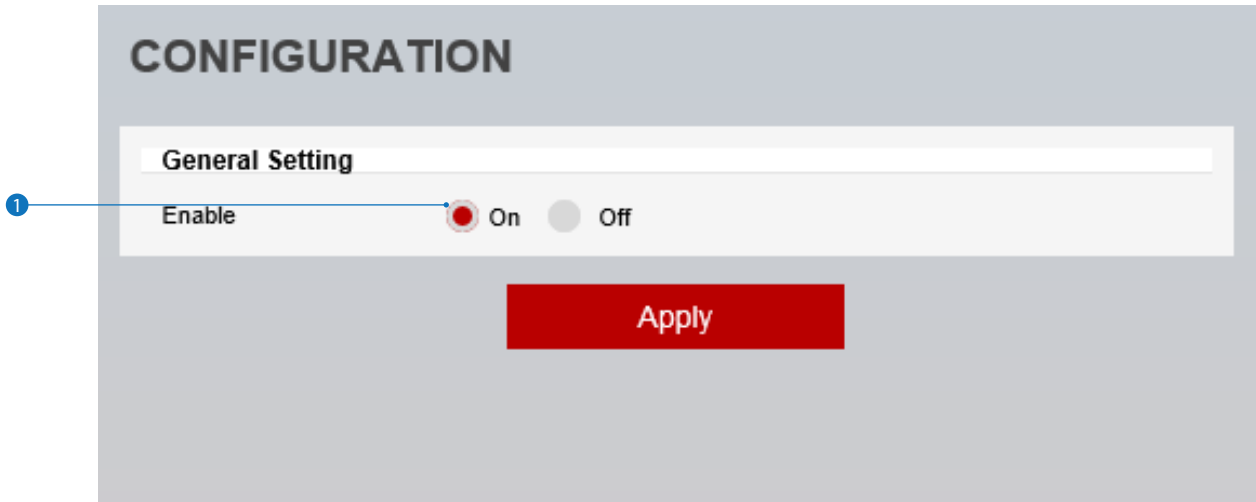 CONFIGURATION
General Setting
1
Enable On Off
Apply